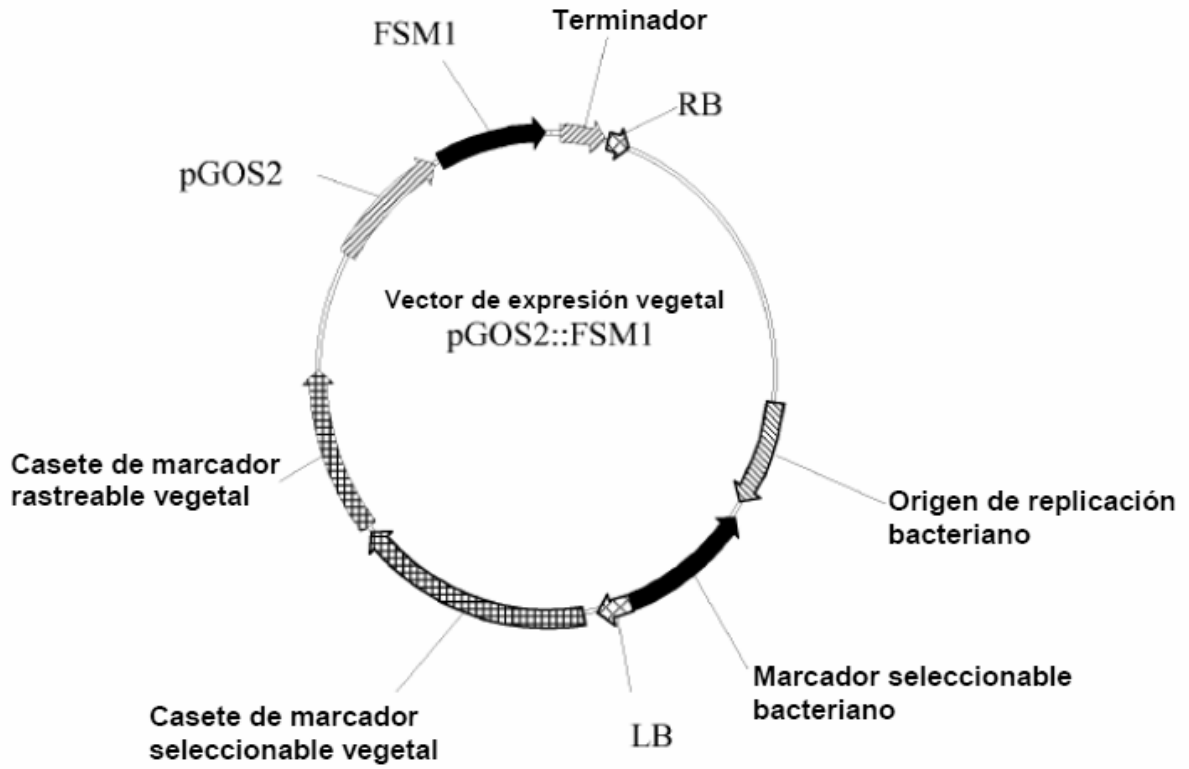 Terminador
FSM1
RB
pGOS2
Vector de expresión vegetal
pGOS2::FSM1
Casete de marcador
rastreable vegetal
Origen de replicación
bacteriano
Marcador seleccionable
bacteriano
Casete de marcador
seleccionable vegetal
LB